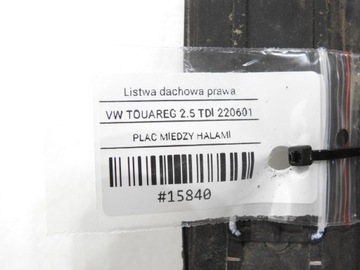 Listwa dachowa prawa
VW TOUAREG 2.5 TDI 220601
PLAC MIEDZY HALAMI
#15840